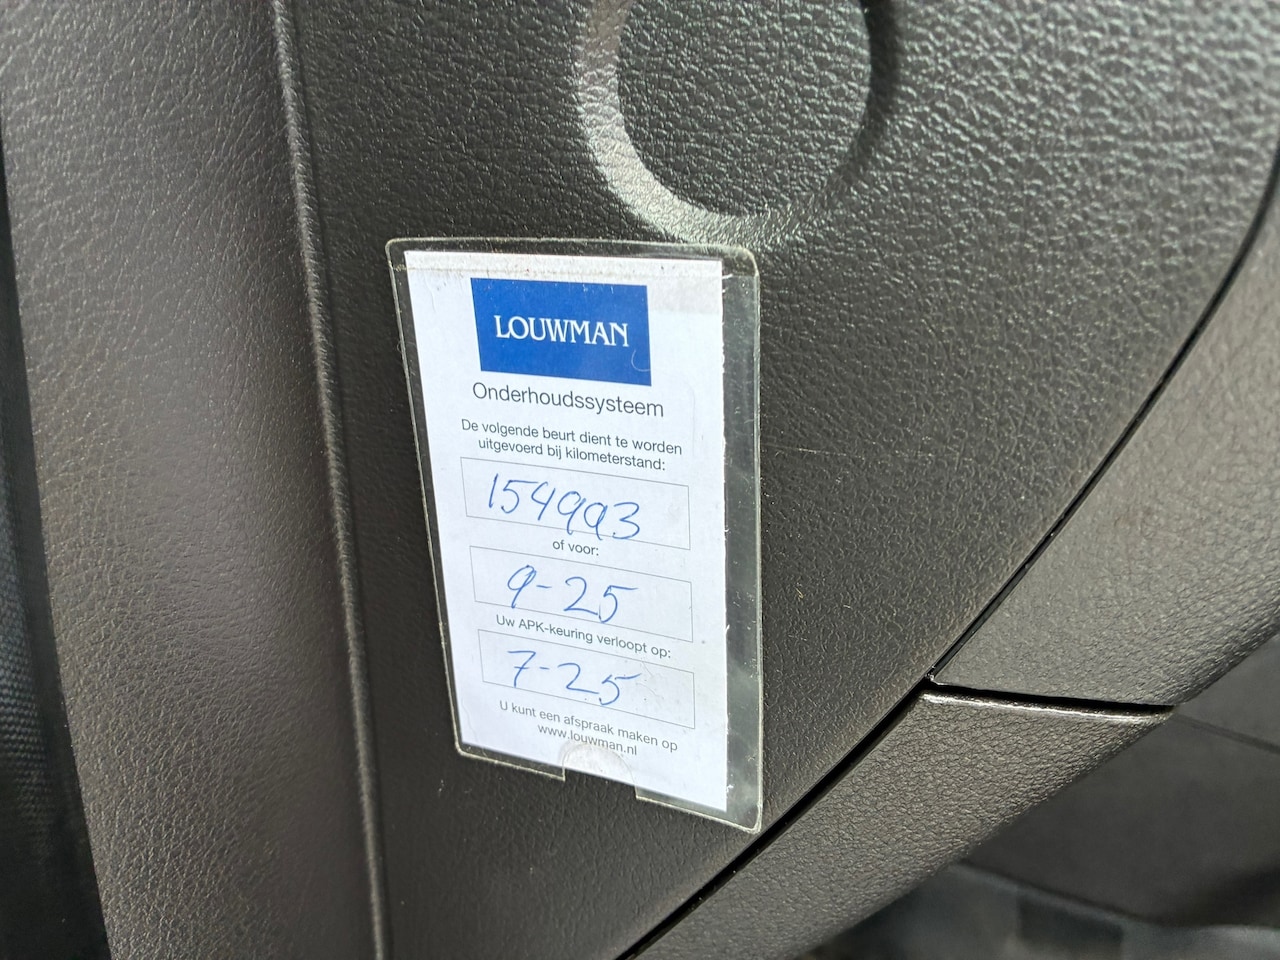 LOUWMAN
Onderhoudssysteem
De volgende beurt dient te worden
uitgevoerd bij kilometerstand:
154993
of voor:
9-25
Uw APK-keuring verloopt op:
7-25
U kunt een afspraak maken op
www.louwman.nl